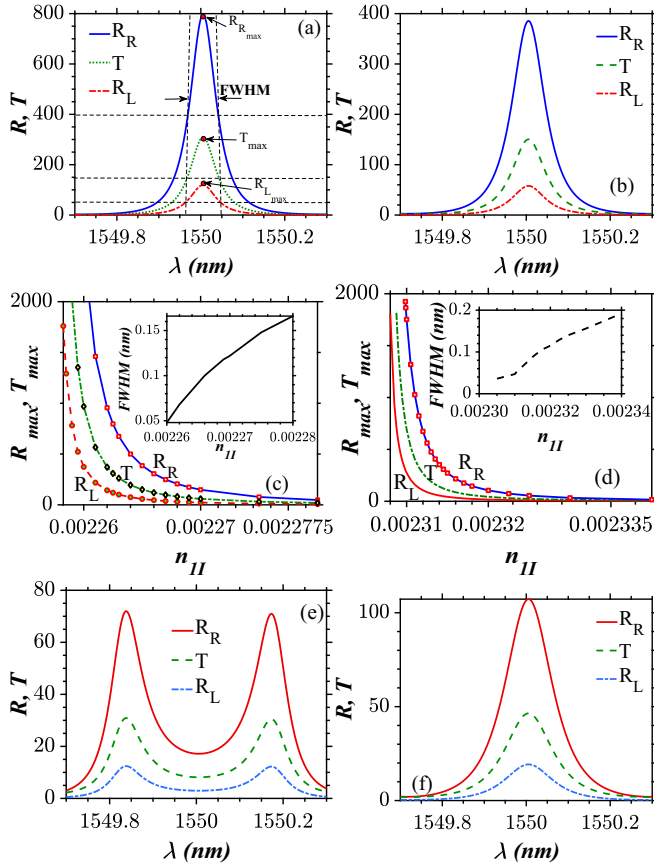 800
600
400
200
0
R, T
R_R
T
R_L
R_Rmax
(a)
FWHM
T_max
R_Lmax
1549.8
1550
1550.2
λ (nm)
400
300
200
100
0
R, T
R_R
T
R_L
(b)
1549.8
1550
1550.2
λ (nm)
2000
1000
0
R_max, T_max
FWHM (nm)
0.15
0.10
0.05
0.00226
0.00227
0.00228
n_1I
R_R
T
R_L
(c)
0.00226
0.00227
0.002275
n_1I
2000
1000
0
R_max, T_max
FWHM (nm)
0.2
0.1
0
0.00230
0.00232
0.00234
n_1I
R_R
T
R_L
(d)
0.00231
0.00232
0.002335
n_1I
80
60
40
20
0
R, T
R_R
T
R_L
(e)
1549.8
1550
1550.2
λ (nm)
100
50
0
R, T
R_R
T
R_L
(f)
1549.8
1550
1550.2
λ (nm)